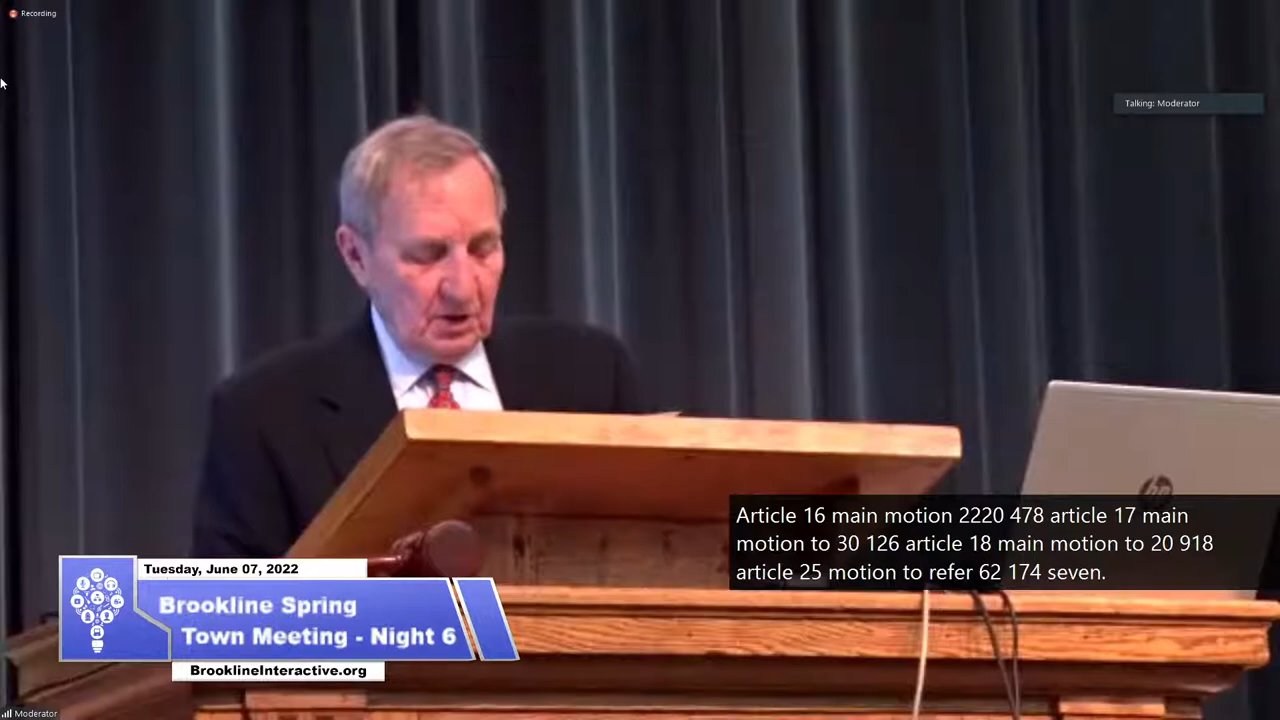 Recording
Talking: Moderator
Article 16 main motion 2220 478 article 17 main
motion to 30 126 article 18 main motion to 20 918
article 25 motion to refer 62 174 seven.
hp
Tuesday, June 07, 2022
Brookline Spring
Town Meeting - Night 6
BrooklineInteractive.org
Moderator